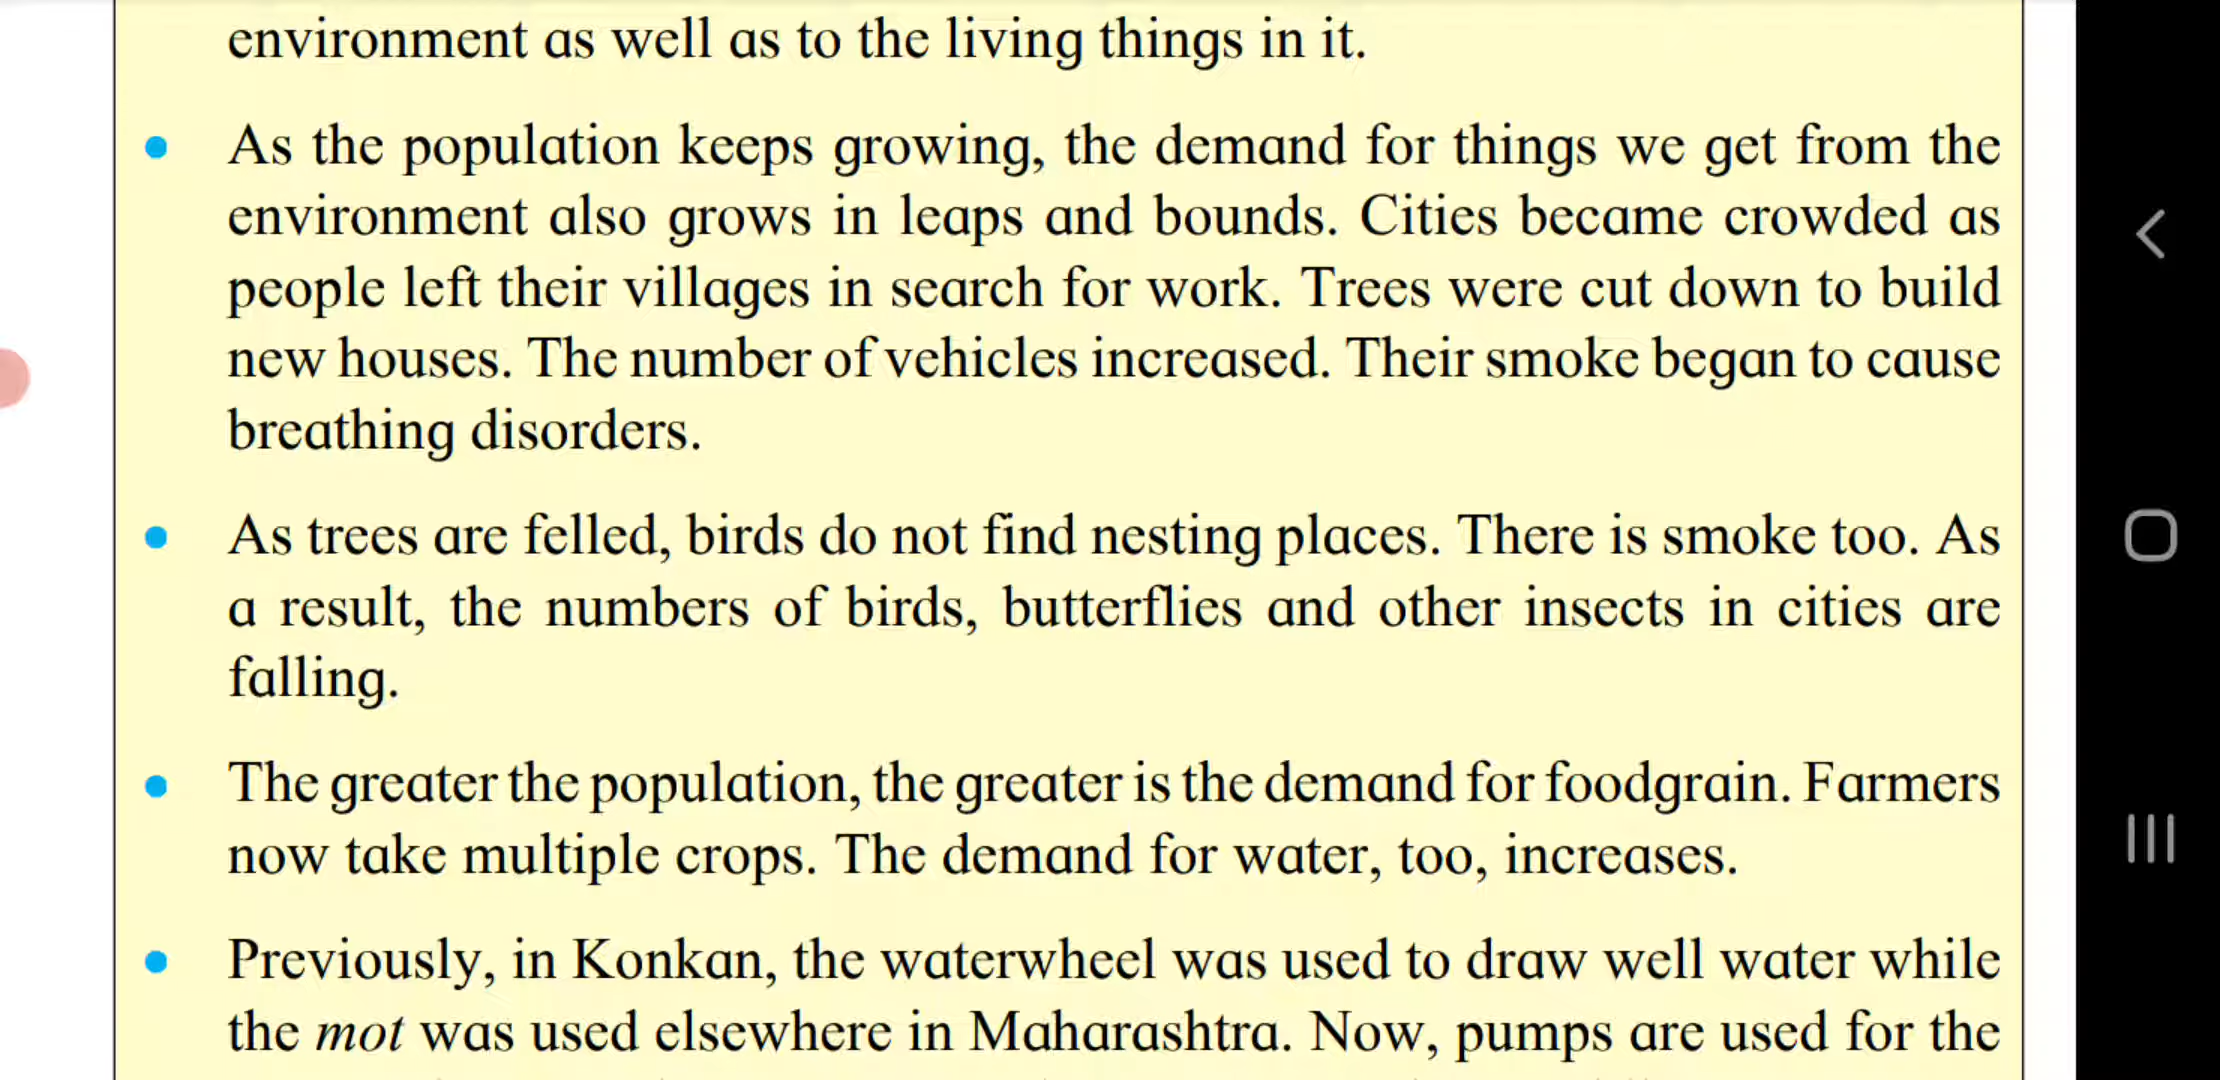 environment as well as to the living things in it.
• As the population keeps growing, the demand for things we get from the
environment also grows in leaps and bounds. Cities became crowded as
people left their villages in search for work. Trees were cut down to build
new houses. The number of vehicles increased. Their smoke began to cause
breathing disorders.
• As trees are felled, birds do not find nesting places. There is smoke too. As
a result, the numbers of birds, butterflies and other insects in cities are
falling.
• The greater the population, the greater is the demand for foodgrain. Farmers
now take multiple crops. The demand for water, too, increases.
• Previously, in Konkan, the waterwheel was used to draw well water while
the mot was used elsewhere in Maharashtra. Now, pumps are used for the